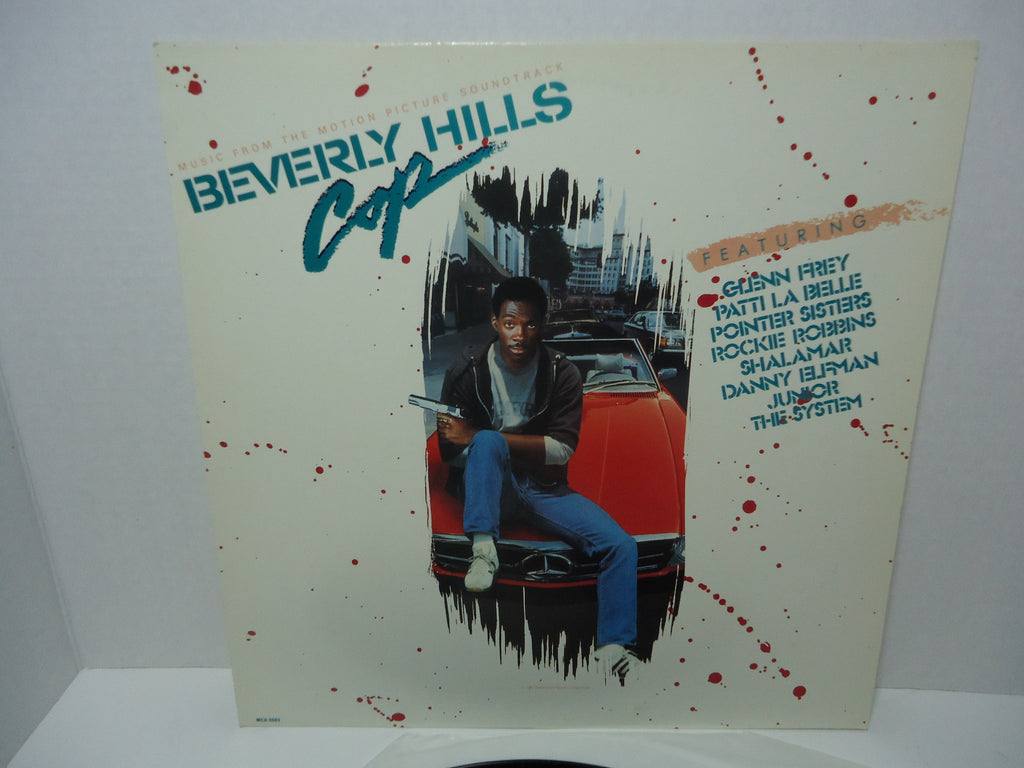 MUSIC FROM THE MOTION PICTURE SOUNDTRACK
BEVERLY HILLS
Cop
FEATURING
GLENN FREY
PATTI LA BELLE
POINTER SISTERS
ROCKIE ROBBINS
SHALAMAR
DANNY ELFMAN
JUNIOR
THE SYSTEM